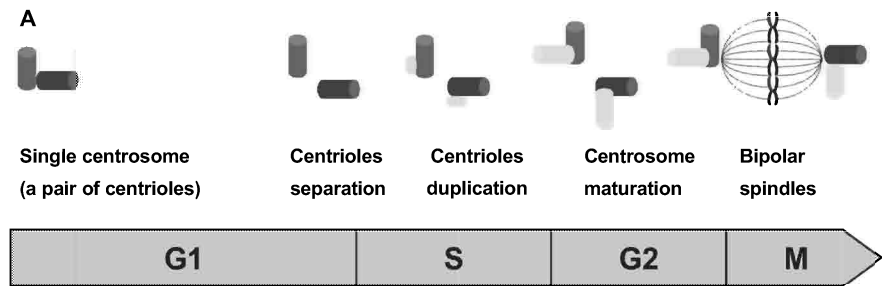 A
Single centrosome
(a pair of centrioles)
Centrioles
separation
Centrioles
duplication
Centrosome
maturation
Bipolar
spindles
G1
S
G2
M